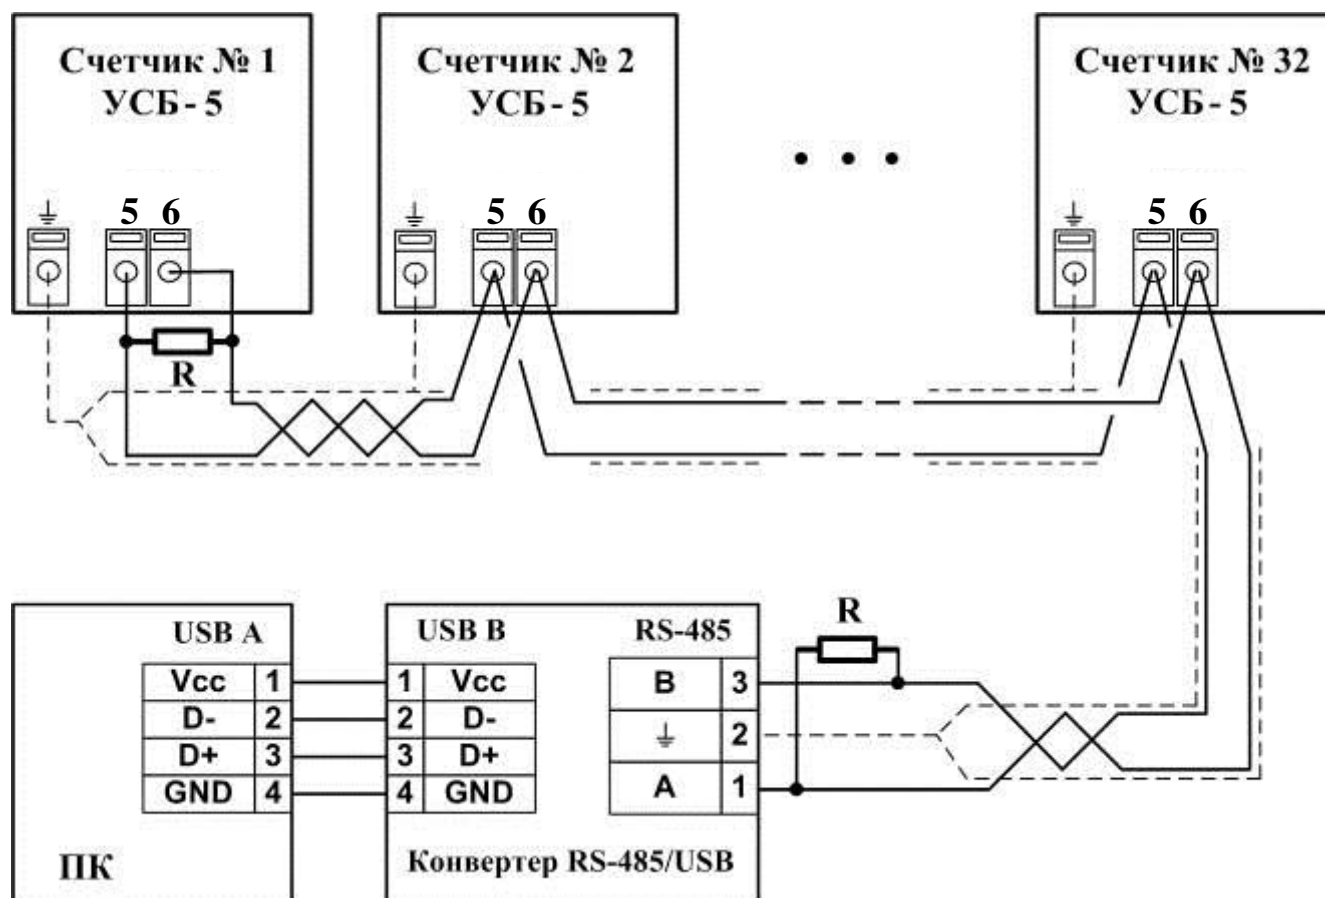 Счетчик № 1
УСБ - 5
Счетчик № 2
УСБ - 5
Счетчик № 32
УСБ - 5
5 6
5 6
5 6
R
R
USB A
Vcc 1
D- 2
D+ 3
GND 4
ПК
USB B
1 Vcc
2 D-
3 D+
4 GND
RS-485
B 3
2
A 1
Конвертер RS-485/USB